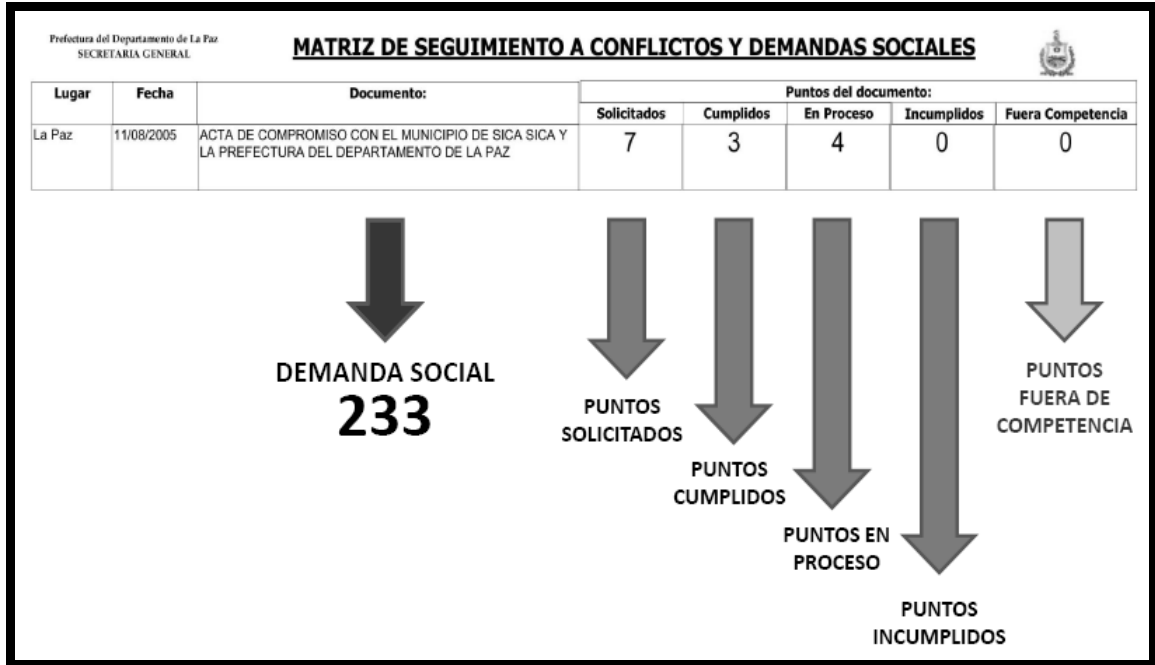 Prefectura del Departamento de La Paz
SECRETARIA GENERAL
MATRIZ DE SEGUIMIENTO A CONFLICTOS Y DEMANDAS SOCIALES
Lugar Fecha Documento: Puntos del documento:
Solicitados Cumplidos En Proceso Incumplidos Fuera Competencia
La Paz 11/08/2005 ACTA DE COMPROMISO CON EL MUNICIPIO DE SICA SICA Y 7 3 4 0 0
LA PREFECTURA DEL DEPARTAMENTO DE LA PAZ
DEMANDA SOCIAL
233
PUNTOS
SOLICITADOS
PUNTOS
CUMPLIDOS
PUNTOS EN
PROCESO
PUNTOS
INCUMPLIDOS
PUNTOS
FUERA DE
COMPETENCIA